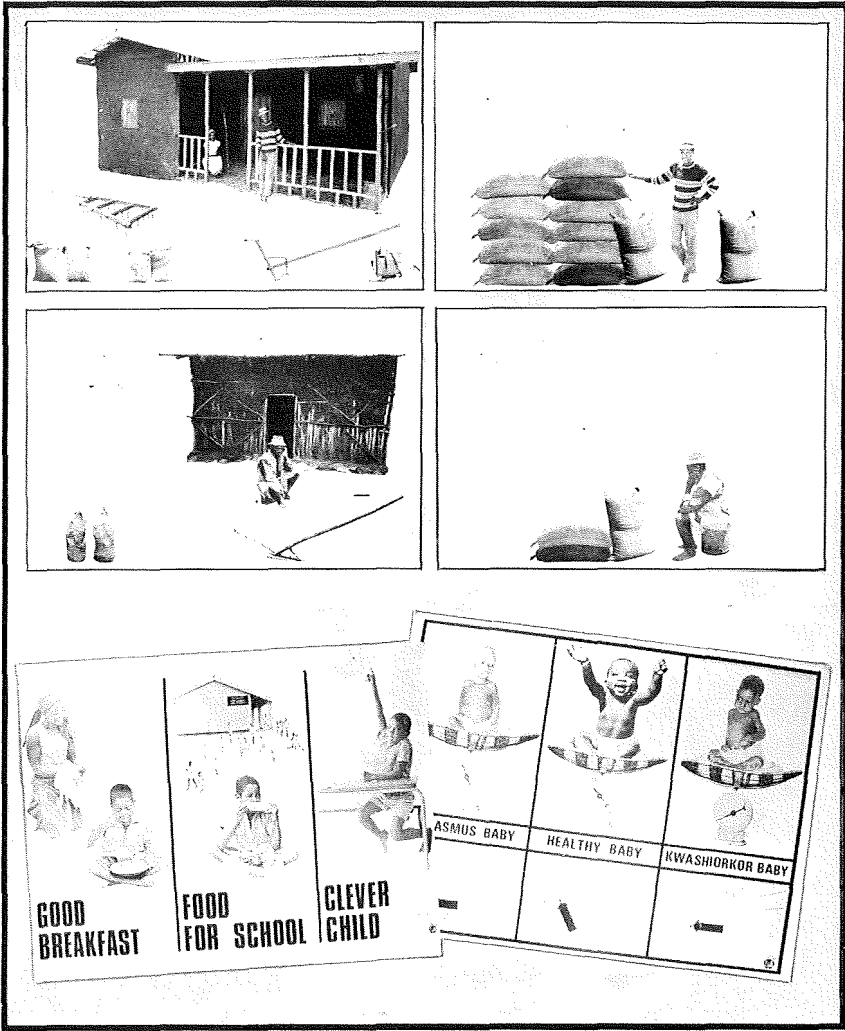 GOOD
BREAKFAST
FOOD
FOR SCHOOL
CLEVER
CHILD
ASMUS BABY
HEALTHY BABY
KWASHIORKOR BABY